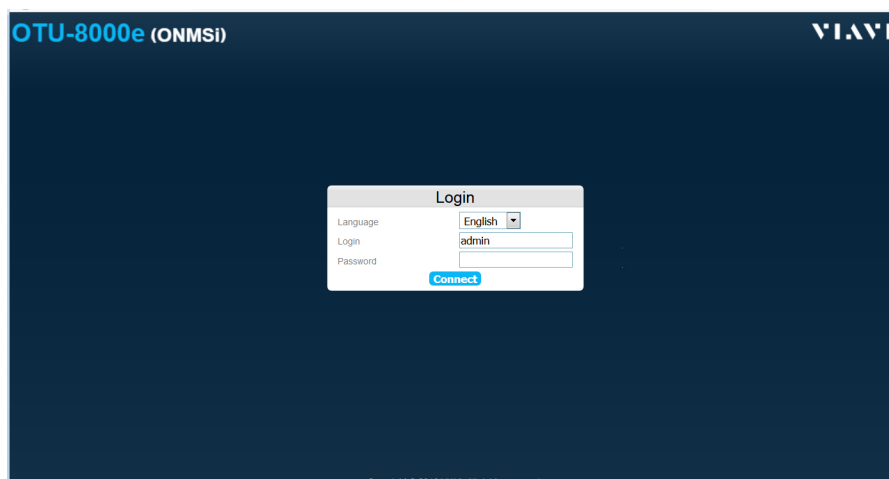 OTU-8000e (ONMSi)
VIAVI
Login
Language English
Login admin
Password
Connect